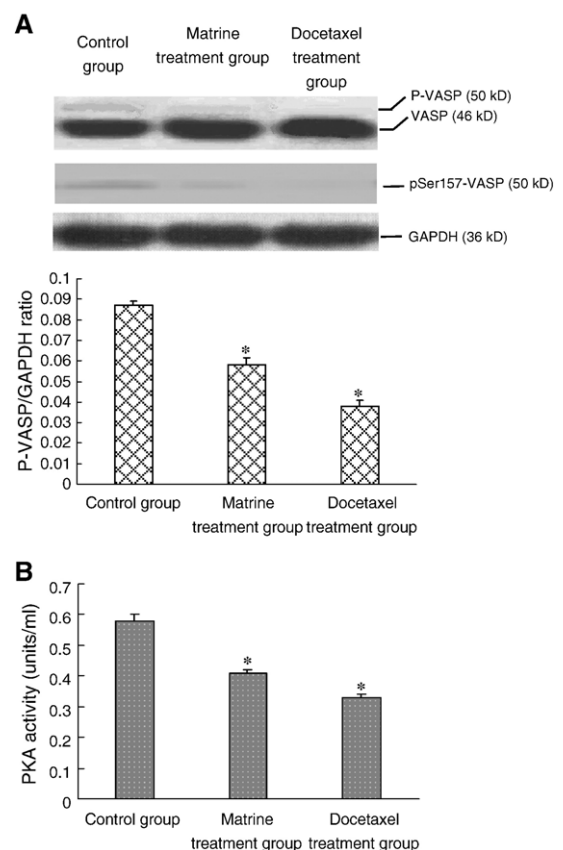 A
Control
group
Matrine
treatment group
Docetaxel
treatment
group
P-VASP (50 kD)
VASP (46 kD)
pSer157-VASP (50 kD)
GAPDH (36 kD)
P-VASP/GAPDH ratio
0.1
0.09
0.08
0.07
0.06
0.05
0.04
0.03
0.02
0.01
0
*
*
Control group
Matrine
treatment group
Docetaxel
treatment group
B
PKA activity (units/ml)
0.7
0.6
0.5
0.4
0.3
0.2
0.1
0
*
*
Control group
Matrine
treatment group
Docetaxel
treatment group